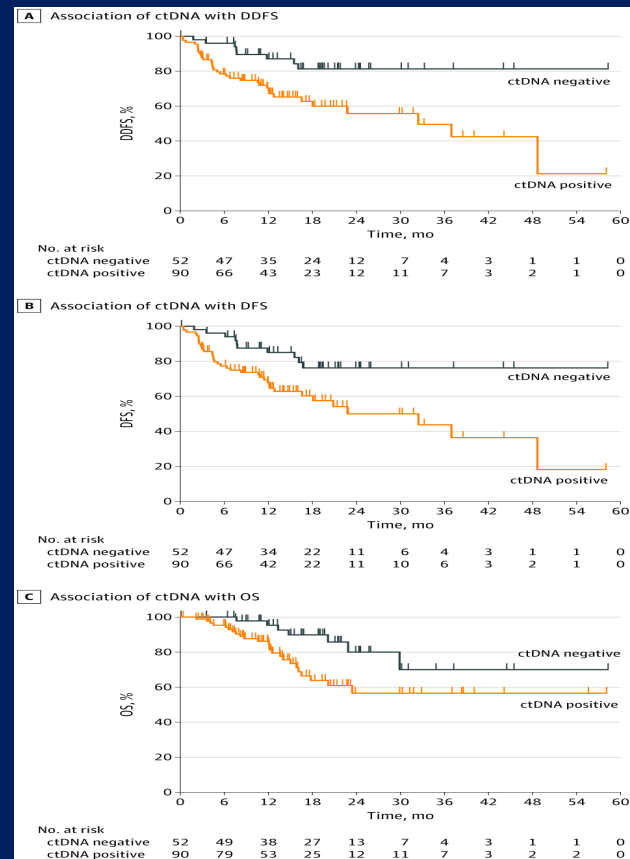 A Association of ctDNA with DDFS
100
80
60
40
20
0
DDFS, %
ctDNA negative
ctDNA positive
0 6 12 18 24 30 36 42 48 54 60
Time, mo
No. at risk
ctDNA negative 52 47 35 24 12 7 4 3 1 1 0
ctDNA positive 90 66 43 23 12 11 7 3 2 1 0
B Association of ctDNA with DFS
100
80
60
40
20
0
DFS, %
ctDNA negative
ctDNA positive
0 6 12 18 24 30 36 42 48 54 60
Time, mo
No. at risk
ctDNA negative 52 47 34 22 11 6 4 3 1 1 0
ctDNA positive 90 66 42 22 11 10 6 3 2 1 0
C Association of ctDNA with OS
100
80
60
40
20
0
OS, %
ctDNA negative
ctDNA positive
0 6 12 18 24 30 36 42 48 54 60
Time, mo
No. at risk
ctDNA negative 52 49 38 27 13 7 4 3 1 1 0
ctDNA positive 90 79 53 25 12 11 7 3 2 2 0